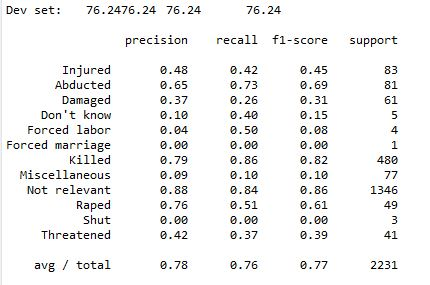 Dev set: 76.2476.24 76.24 76.24
precision recall f1-score support
Injured 0.48 0.42 0.45 83
Abducted 0.65 0.73 0.69 81
Damaged 0.37 0.26 0.31 61
Don't know 0.10 0.40 0.15 5
Forced labor 0.04 0.50 0.08 4
Forced marriage 0.00 0.00 0.00 1
Killed 0.79 0.86 0.82 480
Miscellaneous 0.09 0.10 0.10 77
Not relevant 0.88 0.84 0.86 1346
Raped 0.76 0.51 0.61 49
Shut 0.00 0.00 0.00 3
Threatened 0.42 0.37 0.39 41
avg / total 0.78 0.76 0.77 2231